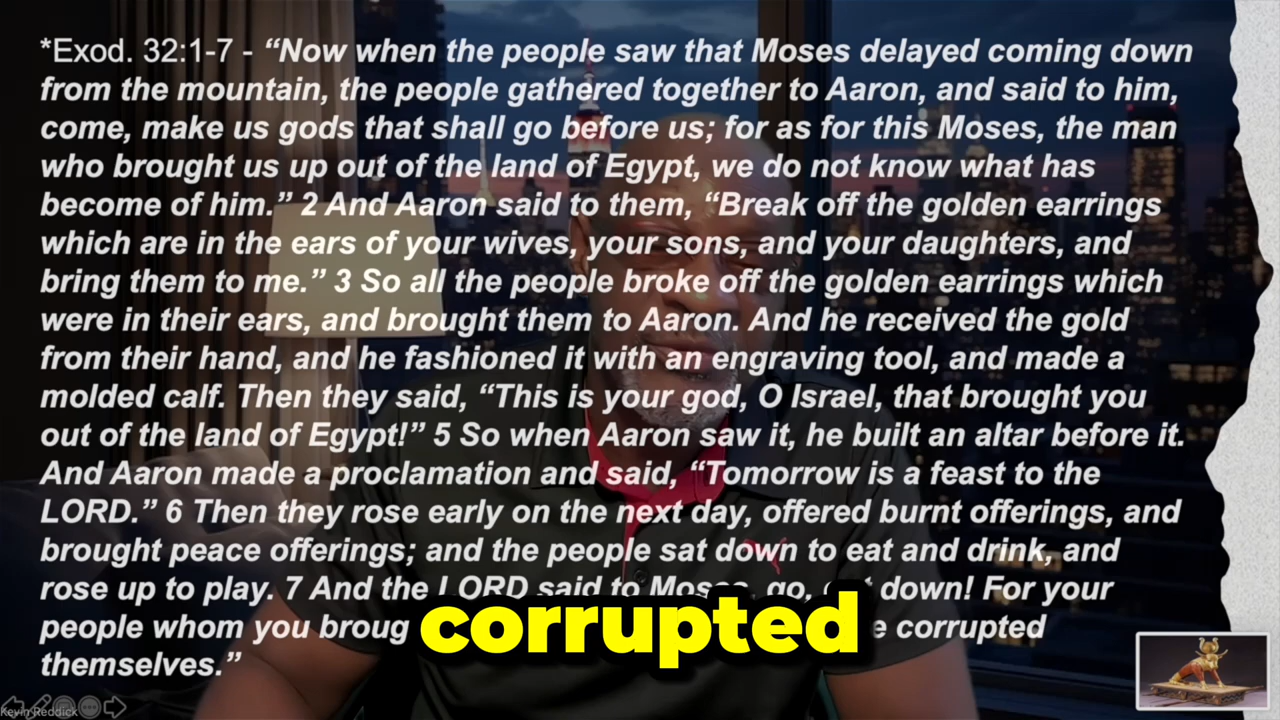 *Exod. 32:1-7 - “Now when the people saw that Moses delayed coming down
from the mountain, the people gathered together to Aaron, and said to him,
come, make us gods that shall go before us; for as for this Moses, the man
who brought us up out of the land of Egypt, we do not know what has
become of him.” 2 And Aaron said to them, “Break off the golden earrings
which are in the ears of your wives, your sons, and your daughters, and
bring them to me.” 3 So all the people broke off the golden earrings which
were in their ears, and brought them to Aaron. And he received the gold
from their hand, and he fashioned it with an engraving tool, and made a
molded calf. Then they said, “This is your god, O Israel, that brought you
out of the land of Egypt!” 5 So when Aaron saw it, he built an altar before it.
And Aaron made a proclamation and said, “Tomorrow is a feast to the
LORD.” 6 Then they rose early on the next day, offered burnt offerings, and
brought peace offerings; and the people sat down to eat and drink, and
rose up to play. 7 And the LORD said to Moses, go, down! For your
people whom you corrupted
corrupted
themselves.”
Kevin Reddick